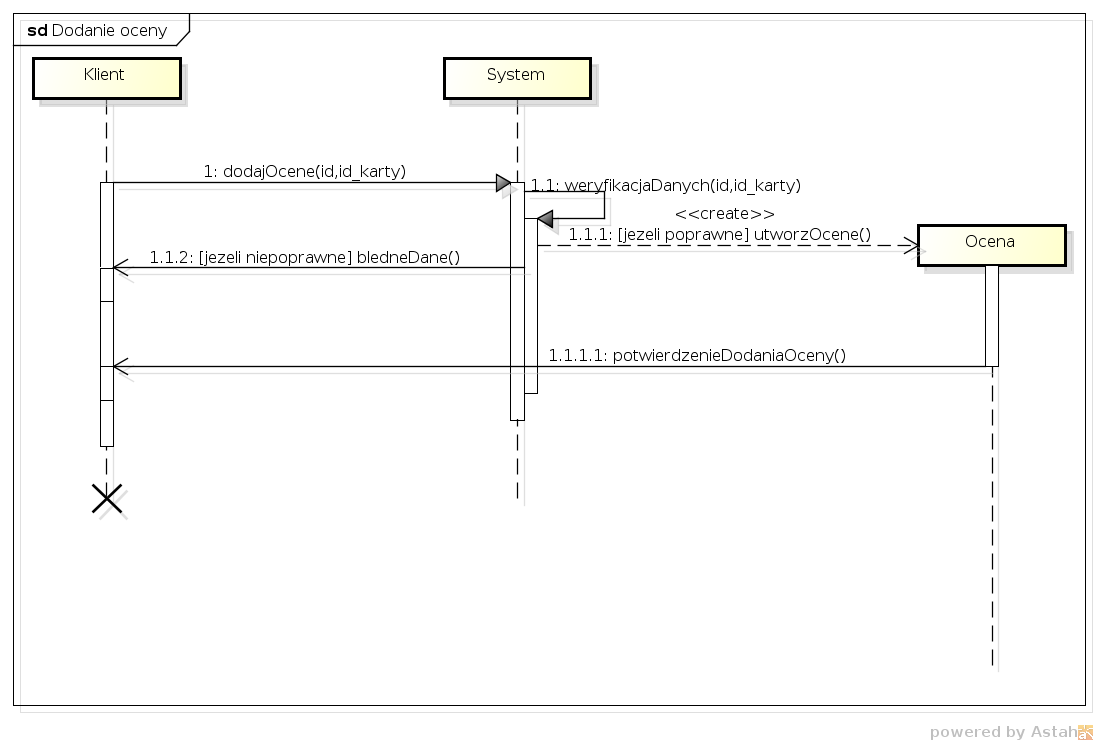 sd Dodanie oceny
Klient
System
1: dodajOcene(id,id_karty)
1.1: weryfikacjaDanych(id,id_karty)
<<create>>
1.1.1: [jezeli poprawne] utworzOcene()
Ocena
1.1.2: [jezeli niepoprawne] bledneDane()
1.1.1.1: potwierdzenieDodaniaOceny()
powered by Astah